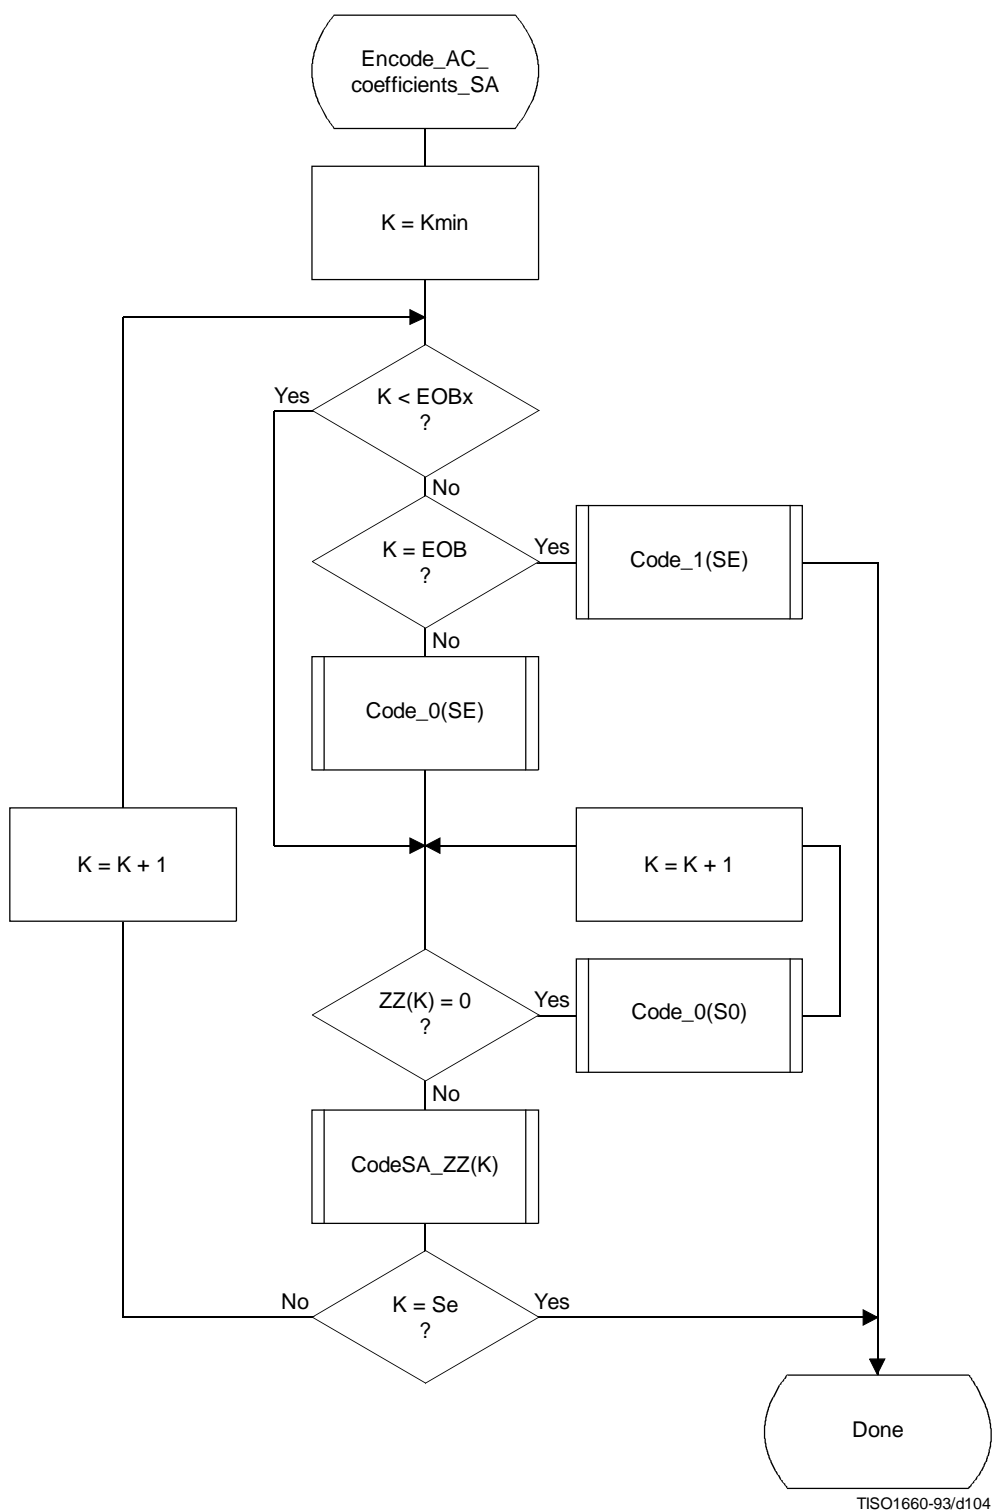 Encode_AC_
coefficients_SA
K = Kmin
Yes
K < EOBx
?
No
K = EOB
?
Yes
Code_1(SE)
No
Code_0(SE)
K = K + 1
K = K + 1
ZZ(K) = 0
?
Yes
Code_0(S0)
No
CodeSA_ZZ(K)
No
K = Se
?
Yes
Done
TISO1660-93/d104